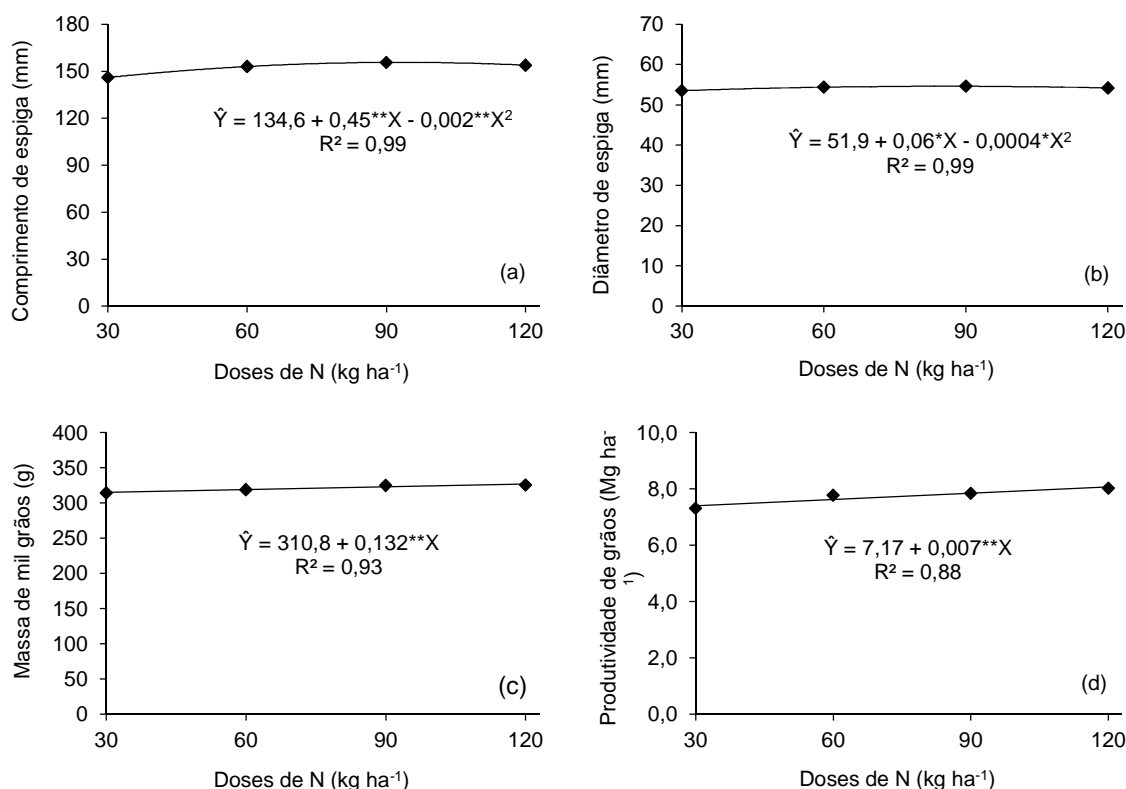 Comprimento de espiga (mm)
180
150
120
90
60
30
0
Ŷ = 134,6 + 0,45**X - 0,002**X²
R² = 0,99
(a)
30 60 90 120
Doses de N (kg ha⁻¹)
Diâmetro de espiga (mm)
70
60
50
40
30
20
10
0
Ŷ = 51,9 + 0,06*X - 0,0004*X²
R² = 0,99
(b)
30 60 90 120
Doses de N (kg ha⁻¹)
Massa de mil grãos (g)
400
350
300
250
200
150
100
50
0
Ŷ = 310,8 + 0,132**X
R² = 0,93
(c)
30 60 90 120
Doses de N (kg ha⁻¹)
Produtividade de grãos (Mg ha⁻
¹)
10,0
8,0
6,0
4,0
2,0
0,0
Ŷ = 7,17 + 0,007**X
R² = 0,88
(d)
30 60 90 120
Doses de N (kg ha⁻¹)